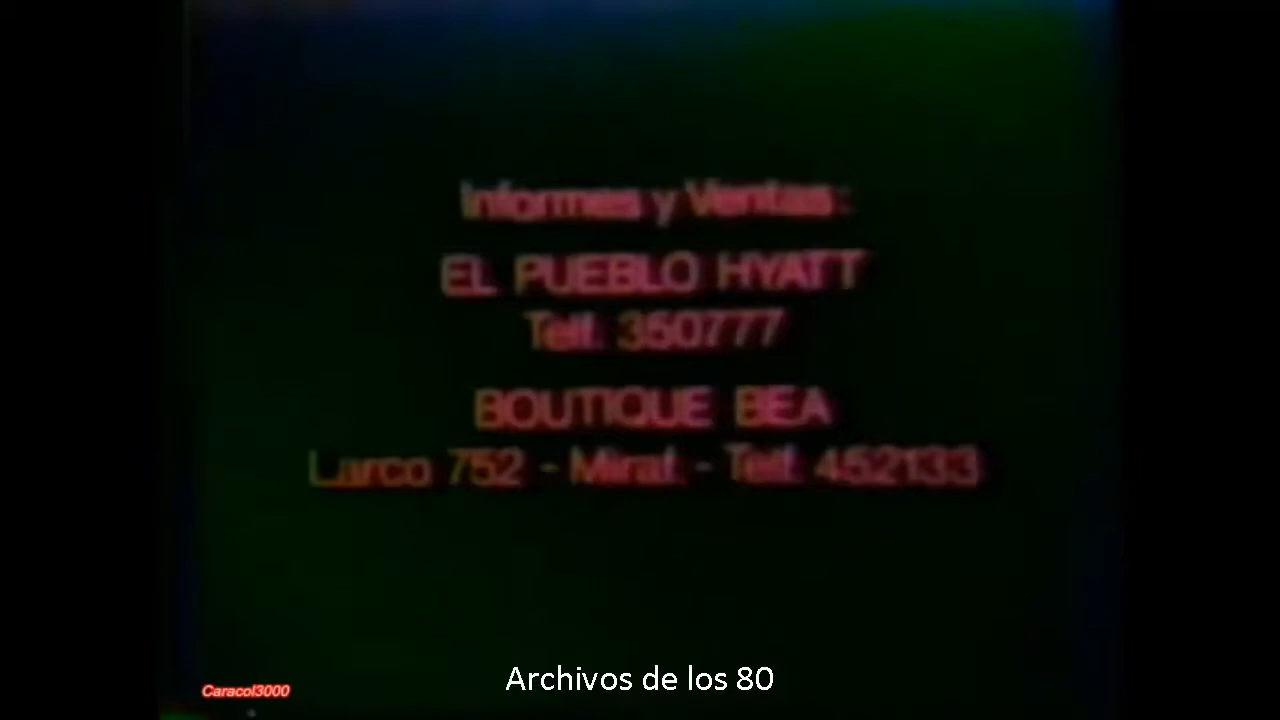 Informes y Ventas:
EL PUEBLO HYATT
Telf. 350777
BOUTIQUE BEA
Larco 752 - Miraf. - Telf. 452133
Archivos de los 80
Caracol3000